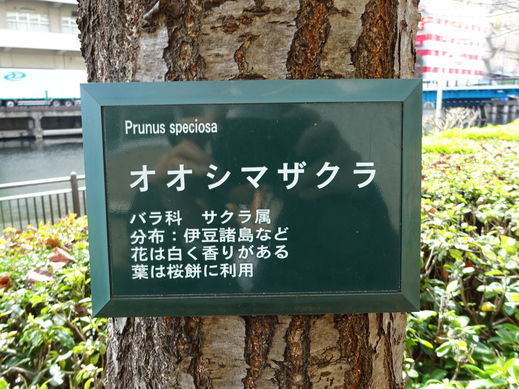 Prunus speciosa
オオシマザクラ
バラ科　サクラ属
分布：伊豆諸島など
花は白く香りがある
葉は桜餅に利用